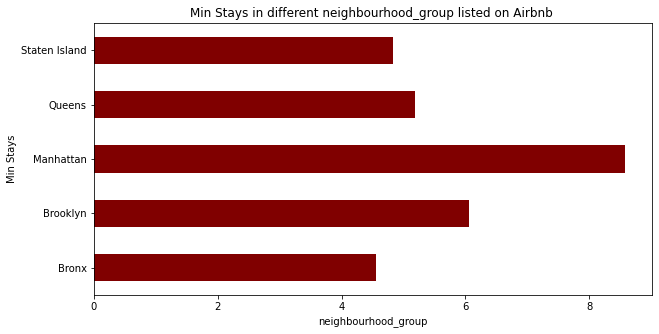 Min Stays in different neighbourhood_group listed on Airbnb
Staten Island
Queens
Manhattan
Brooklyn
Bronx
Min Stays
0 2 4 6 8
neighbourhood_group